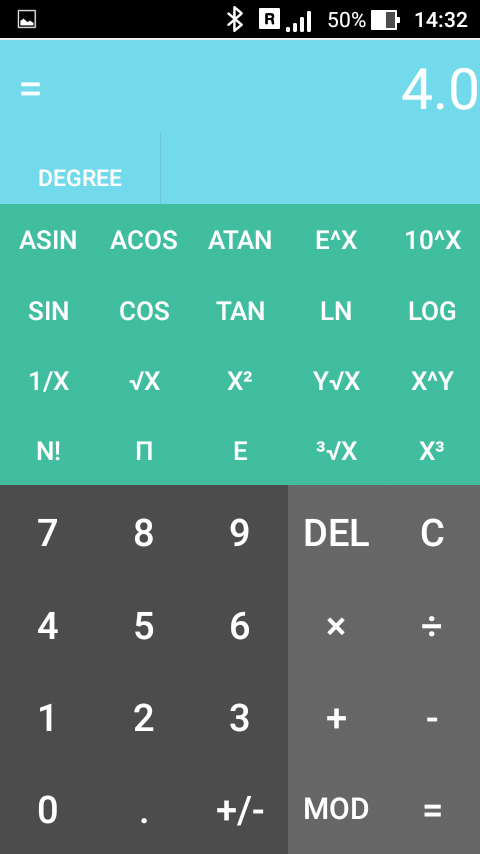 R 50% 14:32
= 4.0
DEGREE
ASIN ACOS ATAN E^X 10^X
SIN COS TAN LN LOG
1/X √X X² Y√X X^Y
N! Π E ³√X X³
7 8 9 DEL C
4 5 6 × ÷
1 2 3 + -
0 . +/- MOD =